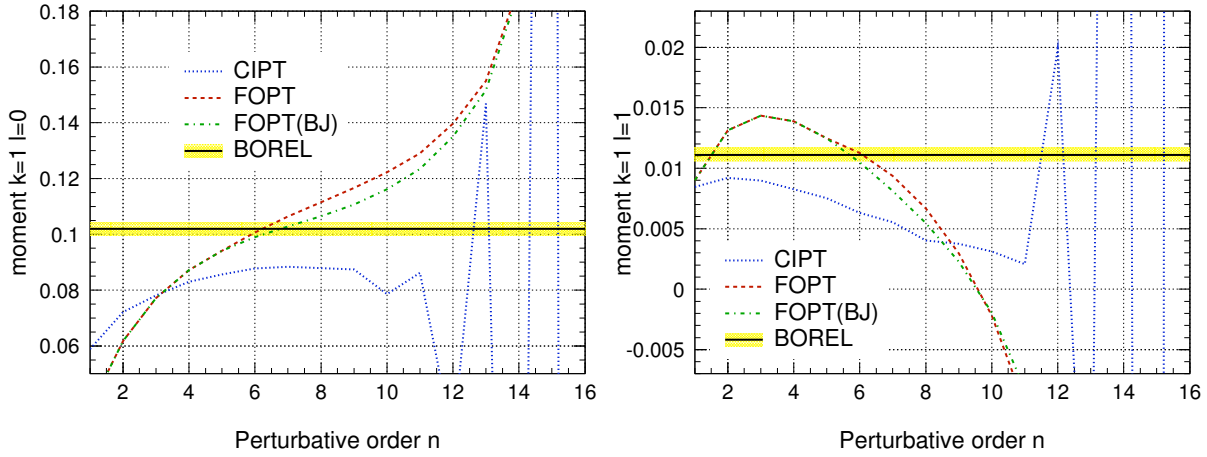 0.18
0.16
0.14
0.12
0.1
0.08
0.06
moment k=1 l=0
CIPT
FOPT
FOPT(BJ)
BOREL
2 4 6 8 10 12 14 16
Perturbative order n
0.02
0.015
0.01
0.005
0
-0.005
moment k=1 l=1
CIPT
FOPT
FOPT(BJ)
BOREL
2 4 6 8 10 12 14 16
Perturbative order n